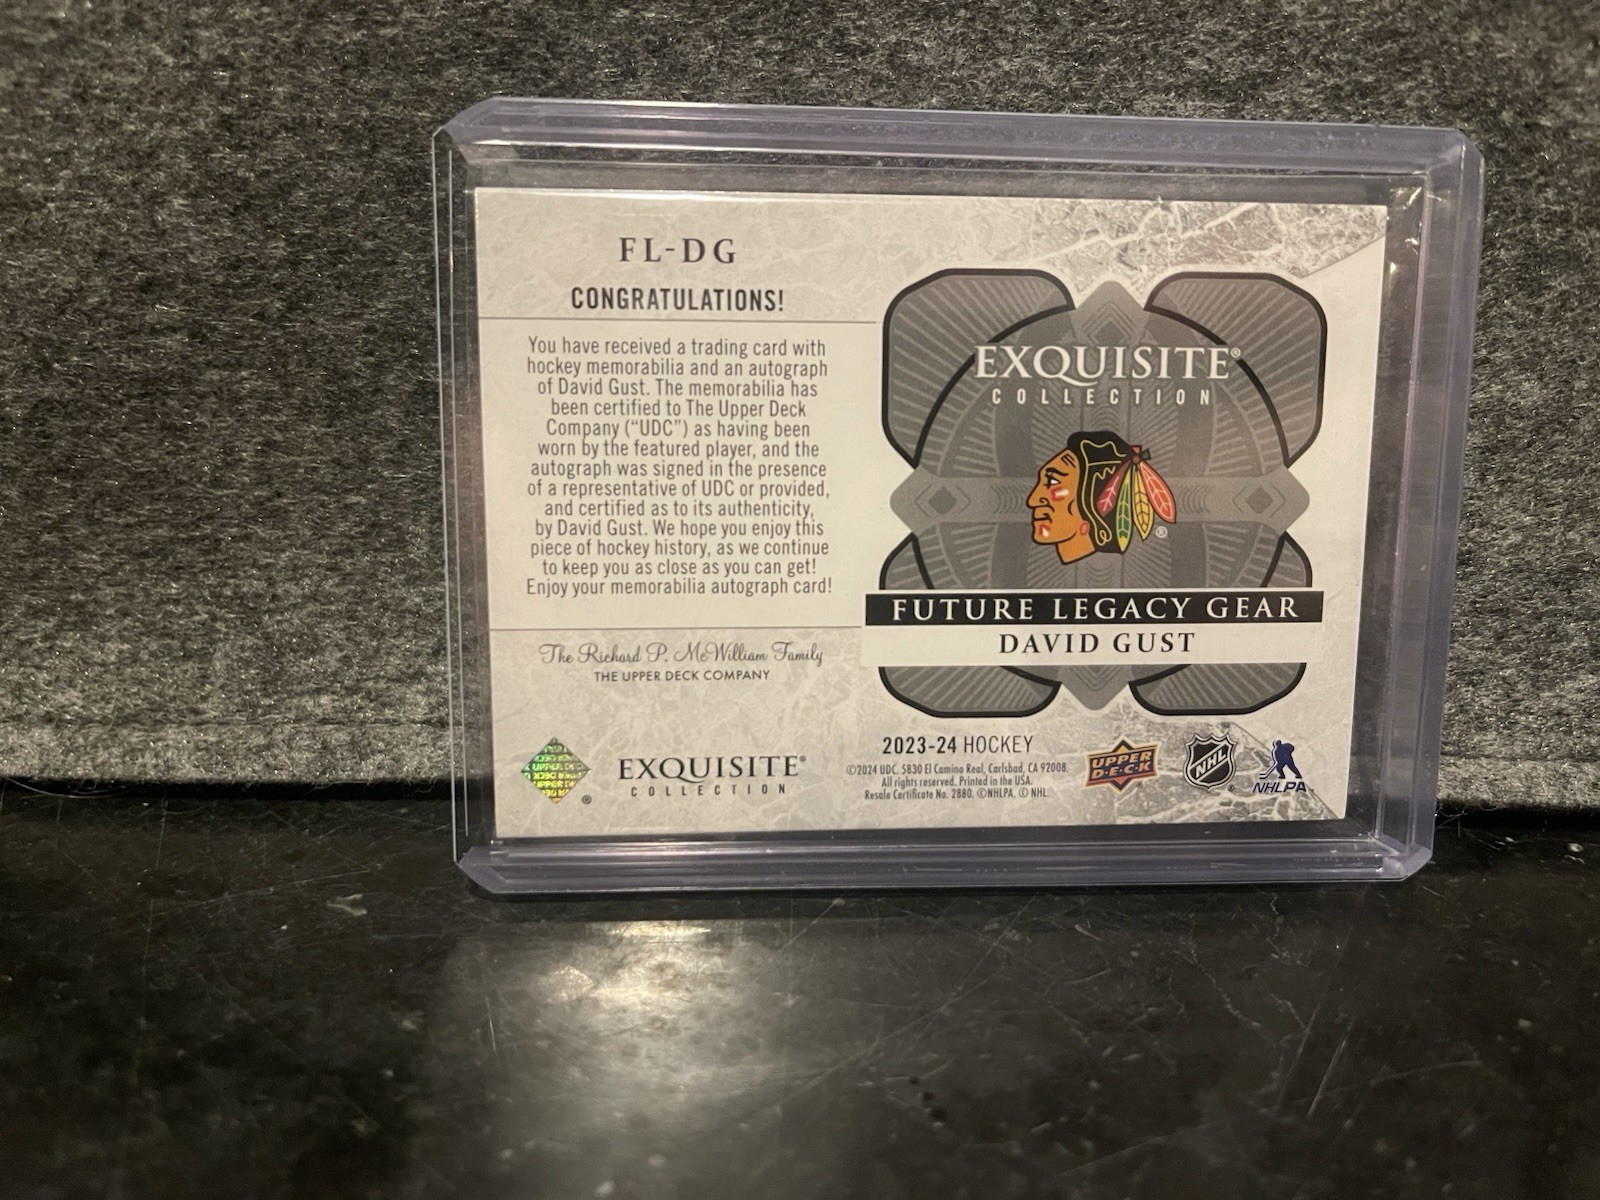 FL-DG
CONGRATULATIONS!
You have received a trading card with
hockey memorabilia and an autograph
of David Gust. The memorabilia has
been certified to The Upper Deck
Company (“UDC”) as having been
worn by the featured player, and the
autograph was signed in the presence
of a representative of UDC or provided,
and certified as to its authenticity,
by David Gust. We hope you enjoy this
piece of hockey history, as we continue
to keep you as close as you can get!
Enjoy your memorabilia autograph card!
The Richard P. McWilliam Family
THE UPPER DECK COMPANY
EXQUISITE®
COLLECTION
EXQUISITE®
COLLECTION
®
FUTURE LEGACY GEAR
DAVID GUST
2023-24 HOCKEY
©2024 UDC. 5830 El Camino Real, Carlsbad, CA 92008.
All rights reserved. Printed in the USA.
Resale Certificate No. 2880. ©NHLPA. © NHL.
UPPER
D·E·C·K
NHL
®
NHLPA